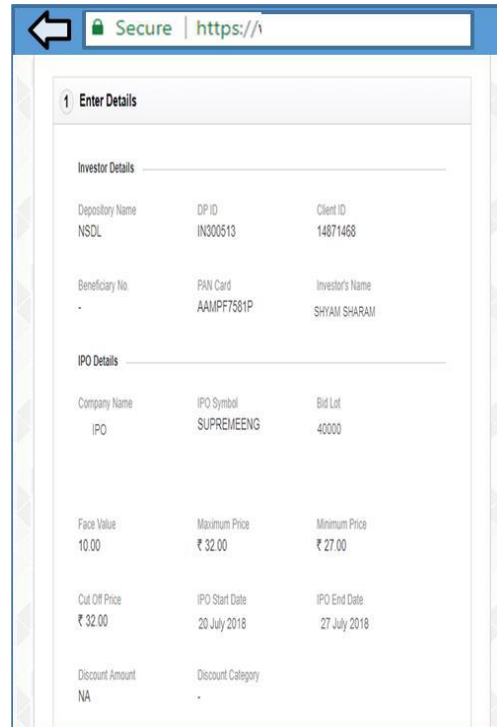 Secure | https://
1 Enter Details
Investor Details
Depository Name DP ID Client ID
NSDL IN300513 14871468
Beneficiary No. PAN Card Investor's Name
- AAMPF7581P SHYAM SHARAM
IPO Details
Company Name IPO Symbol Bid Lot
IPO SUPREMEENG 40000
Face Value Maximum Price Minimum Price
10.00 ₹ 32.00 ₹ 27.00
Cut Off Price IPO Start Date IPO End Date
₹ 32.00 20 July 2018 27 July 2018
Discount Amount Discount Category
NA -